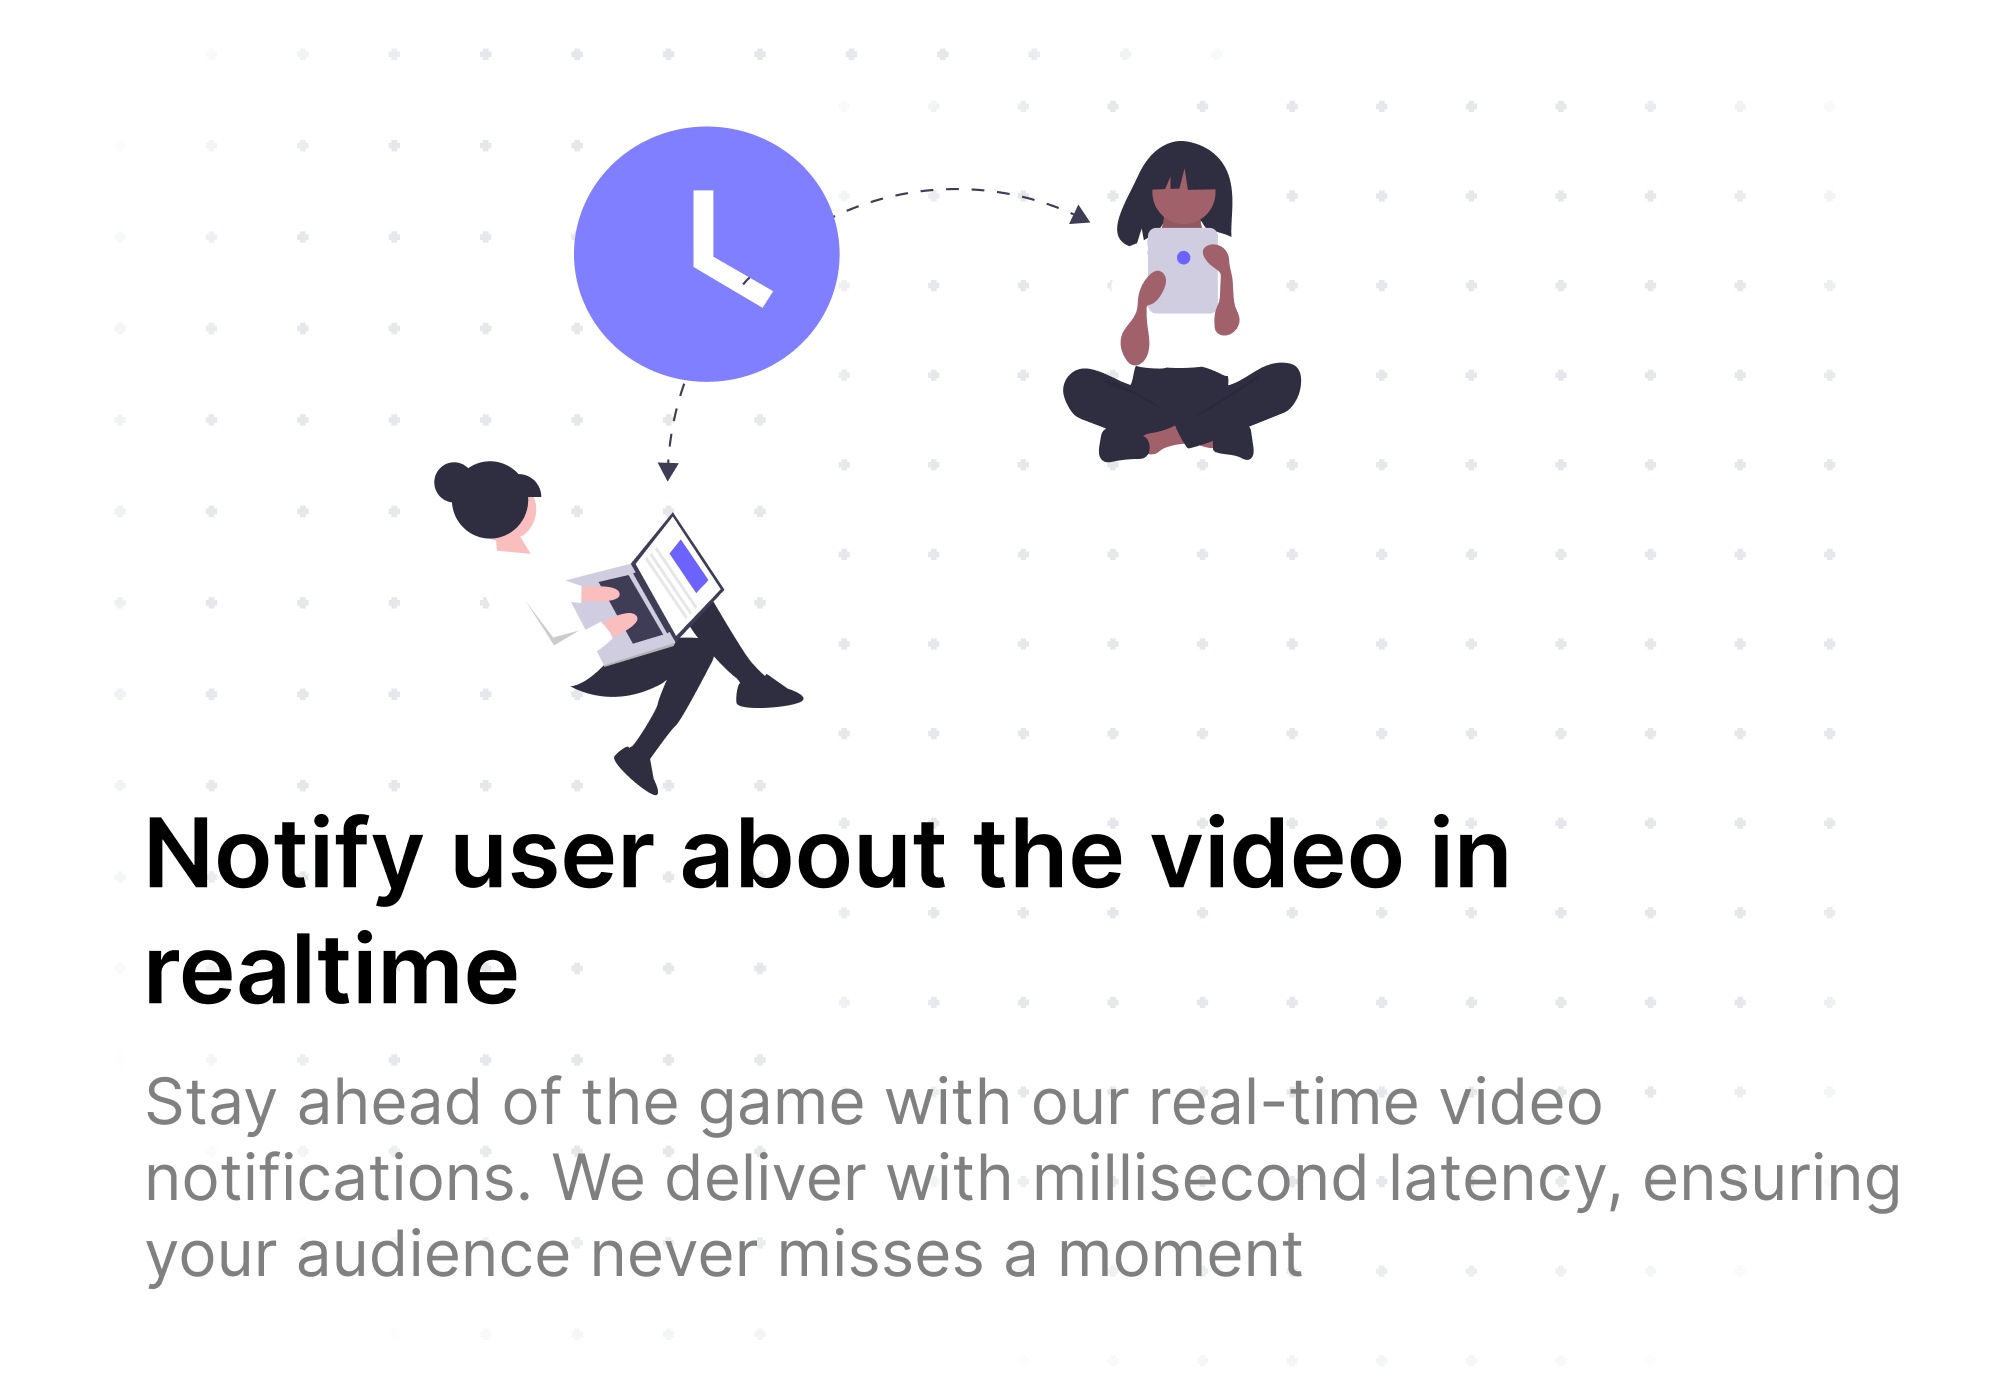 Notify user about the video in
realtime
Stay ahead of the game with our real-time video
notifications. We deliver with millisecond latency, ensuring
your audience never misses a moment